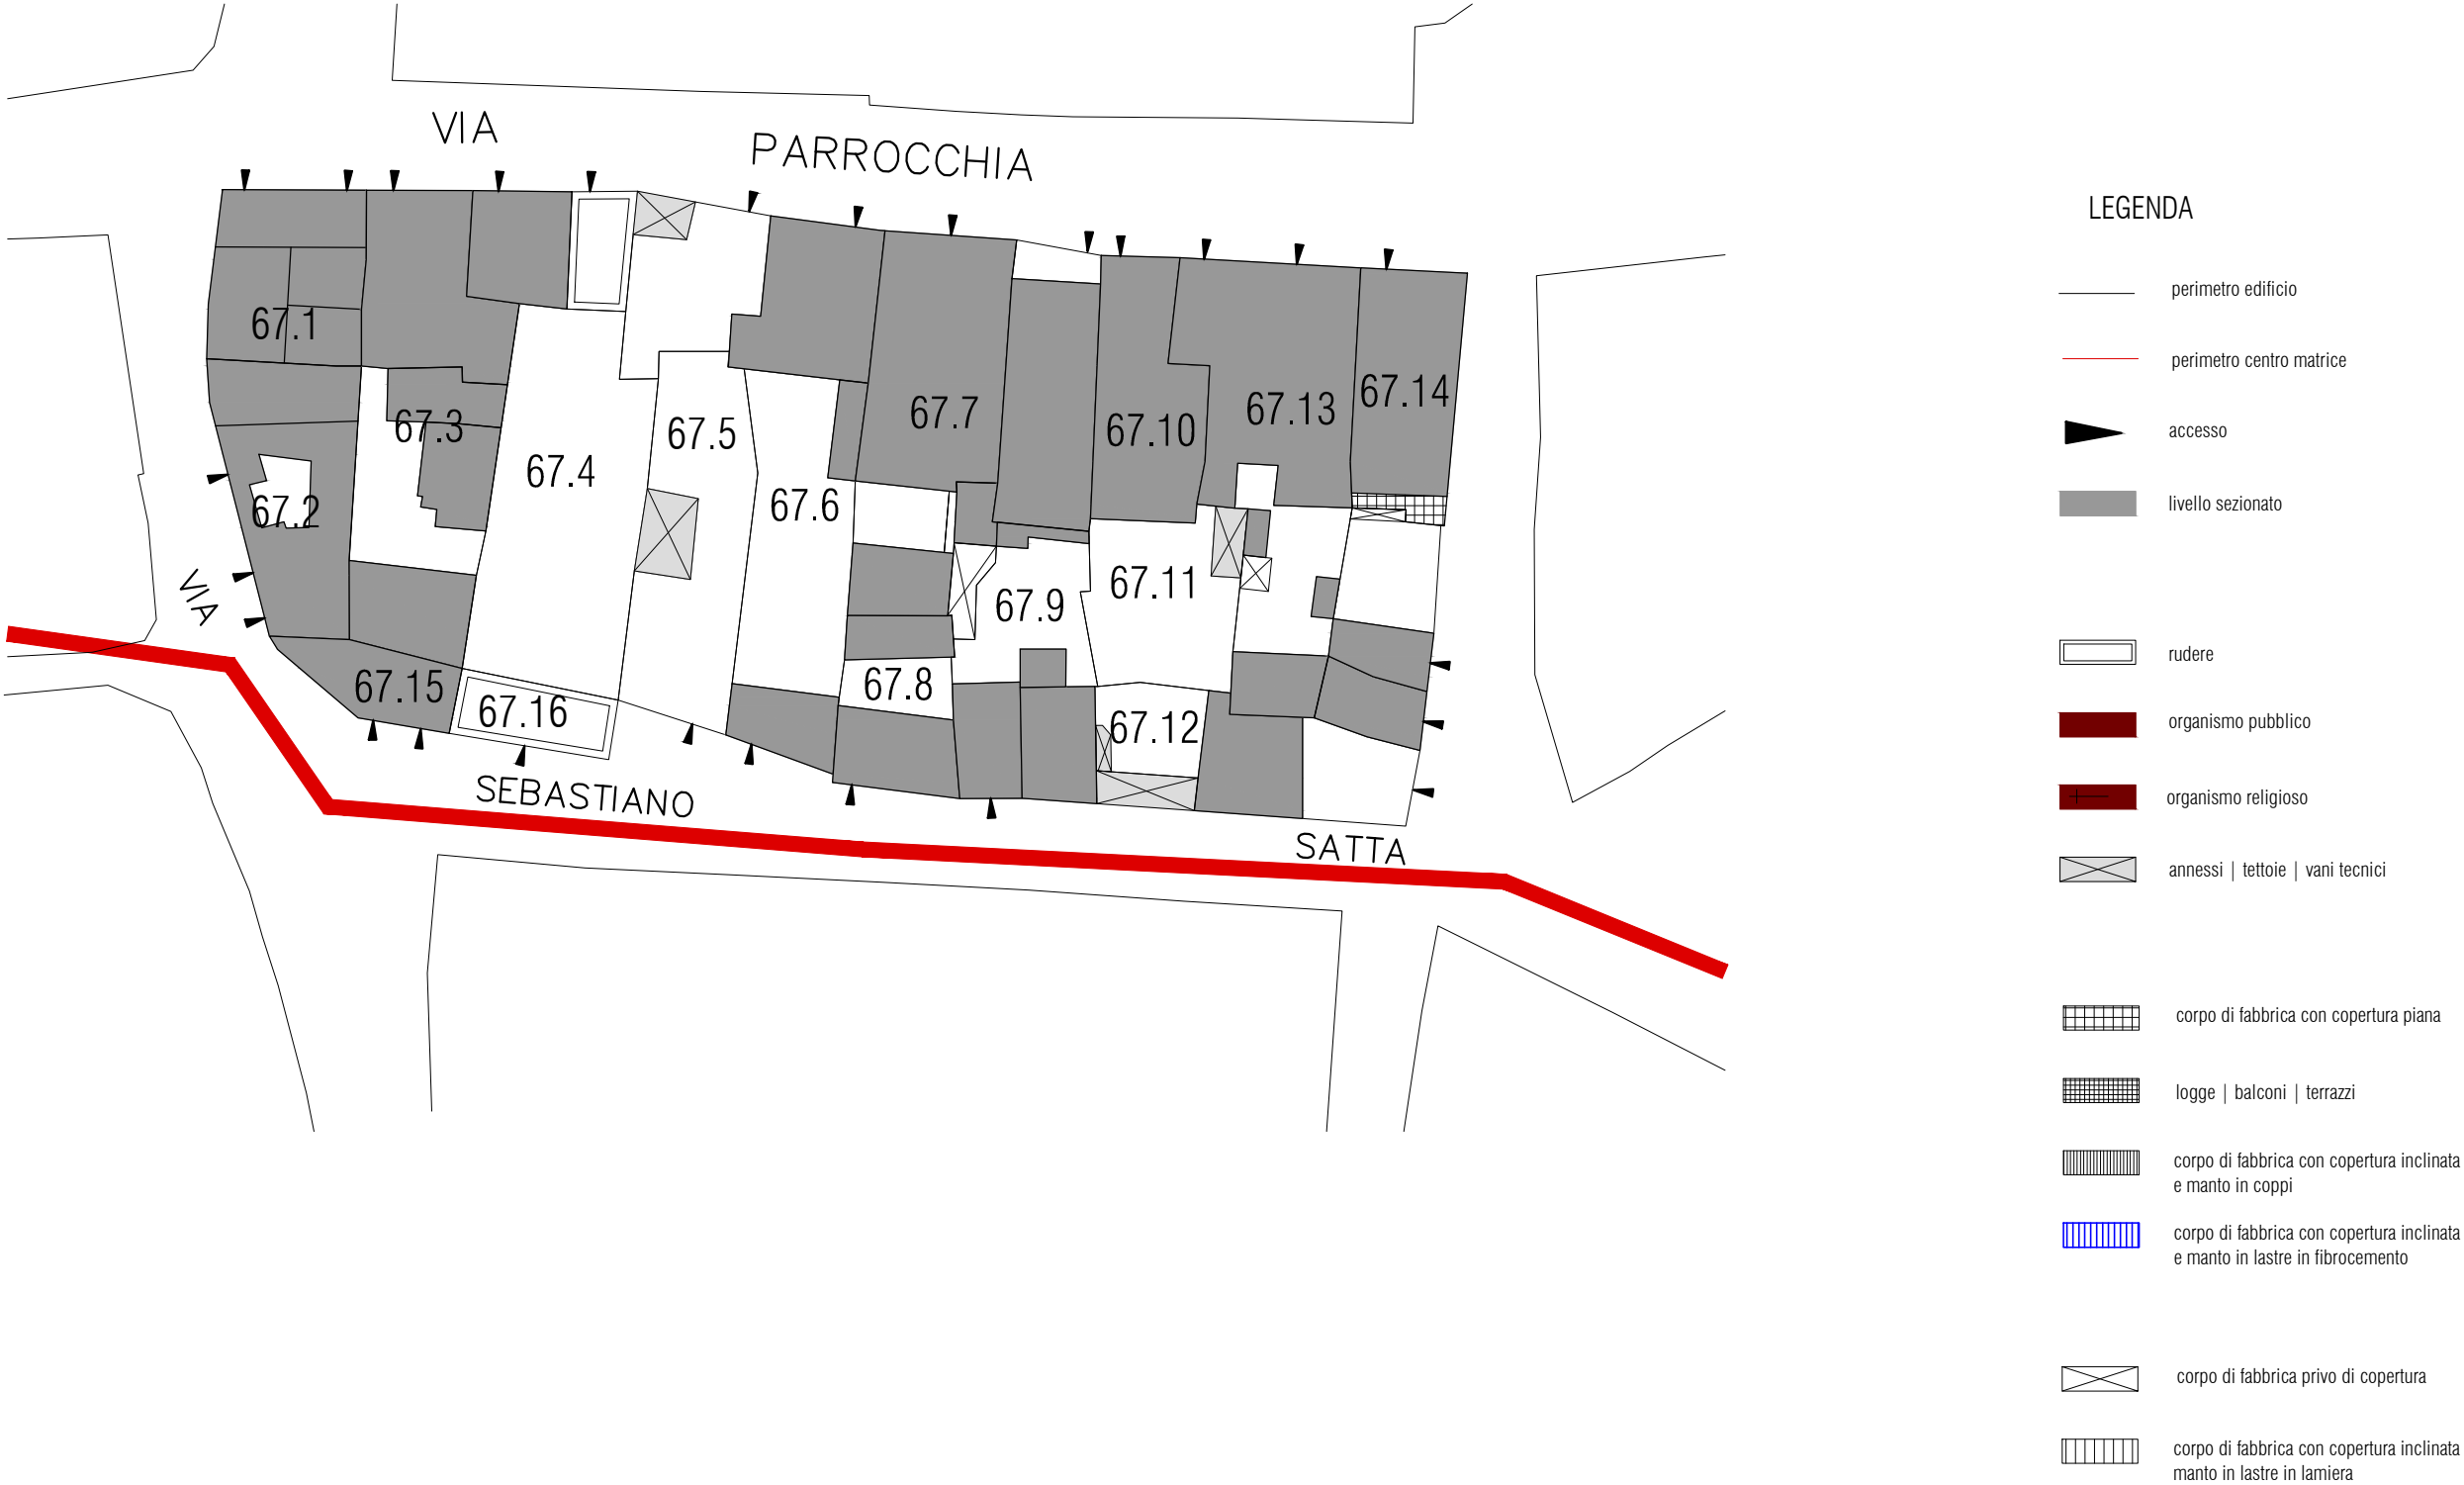 VIA
PARROCCHIA
67.1
67.2
67.3
67.4
67.5
67.6
67.7
67.8
67.9
67.10
67.11
67.12
67.13
67.14
67.15
67.16
VIA
SEBASTIANO
SATTA
LEGENDA
perimetro edificio
perimetro centro matrice
accesso
livello sezionato
rudere
organismo pubblico
organismo religioso
annessi | tettoie | vani tecnici
corpo di fabbrica con copertura piana
logge | balconi | terrazzi
corpo di fabbrica con copertura inclinata
e manto in coppi
corpo di fabbrica con copertura inclinata
e manto in lastre in fibrocemento
corpo di fabbrica privo di copertura
corpo di fabbrica con copertura inclinata
manto in lastre in lamiera